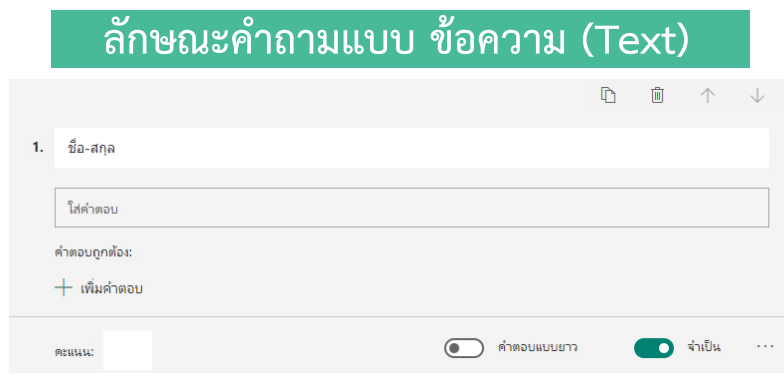 ลักษณะคำถามแบบ ข้อความ (Text)
1. ชื่อ-สกุล
ใส่คำตอบ
คำตอบถูกต้อง:
+ เพิ่มคำตอบ
คะแนน: คำตอบแบบยาว จำเป็น ...